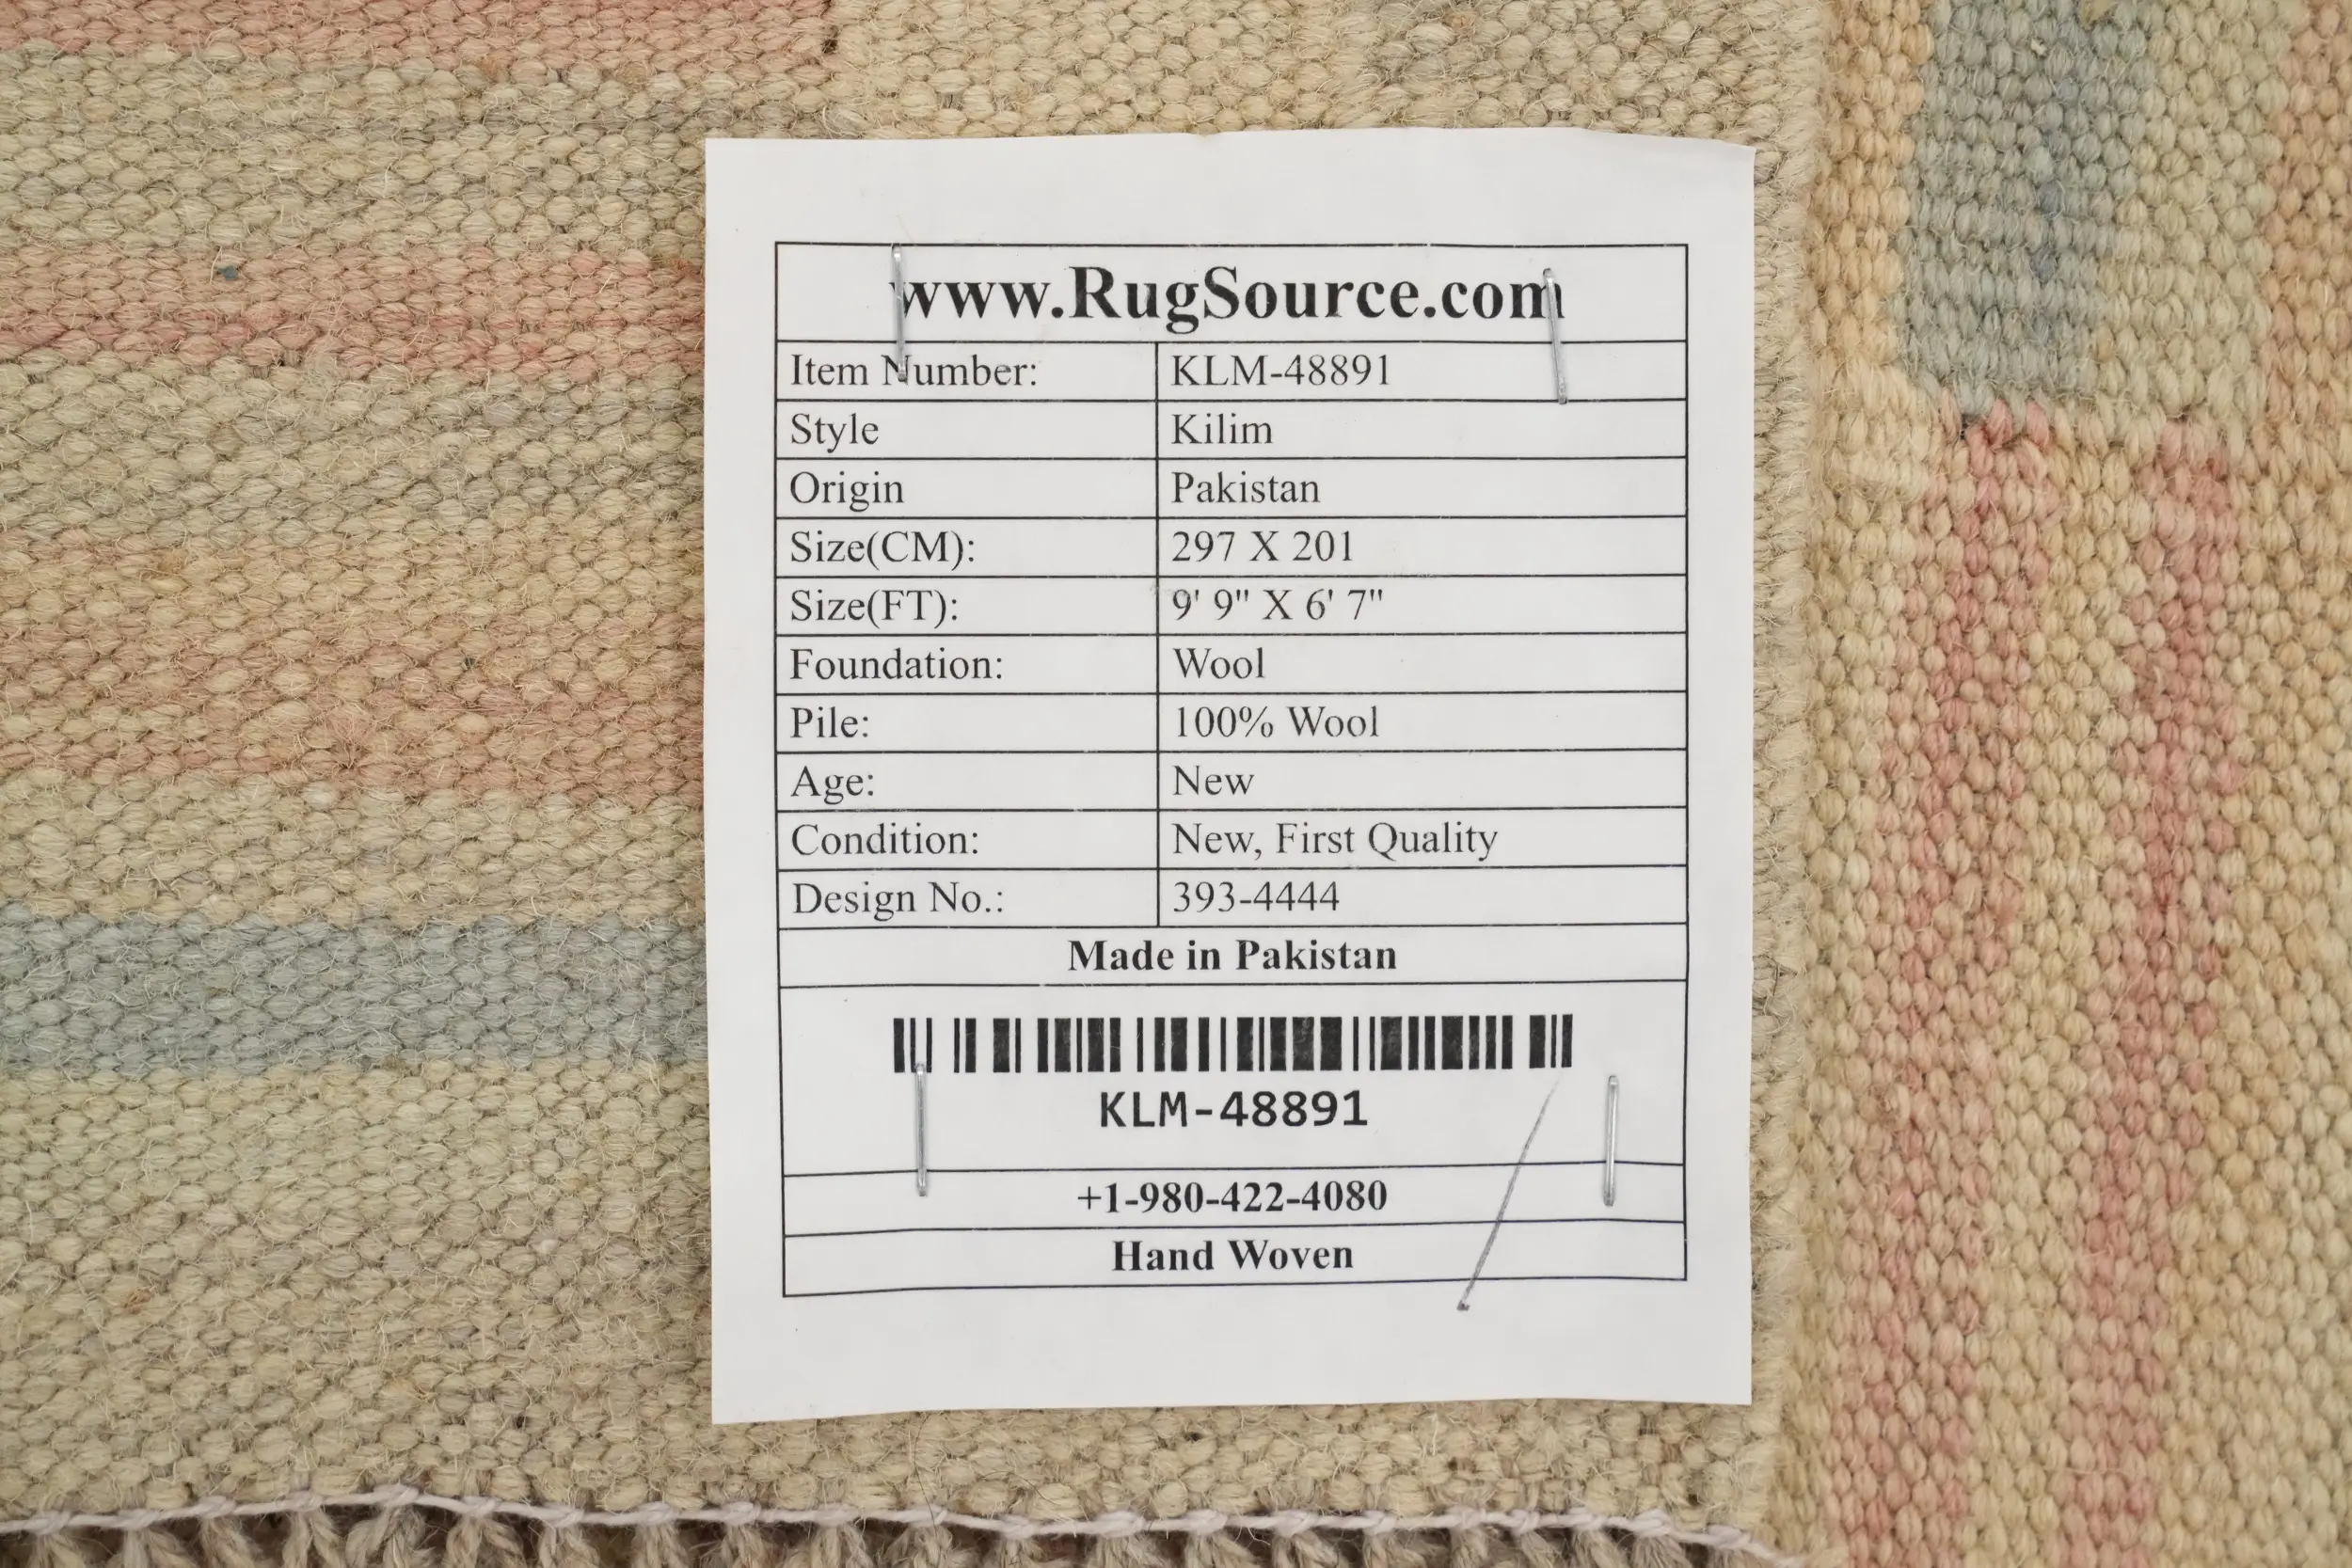 www.RugSource.com
Item Number: KLM-48891
Style Kilim
Origin Pakistan
Size(CM): 297 X 201
Size(FT): 9' 9" X 6' 7"
Foundation: Wool
Pile: 100% Wool
Age: New
Condition: New, First Quality
Design No.: 393-4444
Made in Pakistan
KLM-48891
+1-980-422-4080
Hand Woven